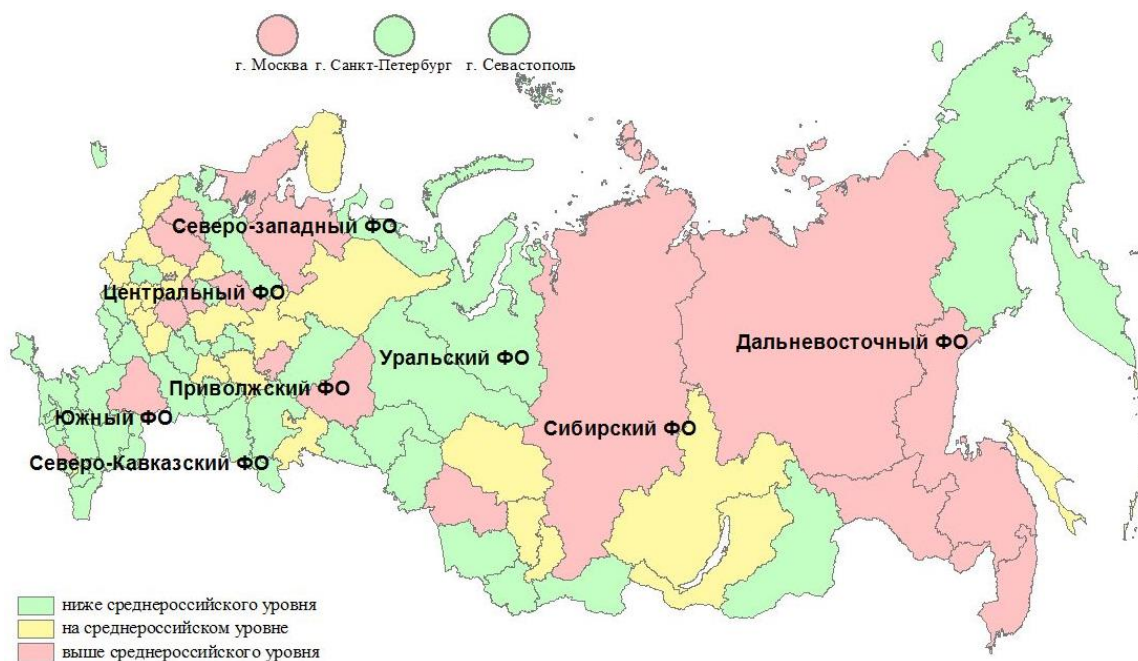 г. Москва г. Санкт-Петербург г. Севастополь
Северо-западный ФО
Центральный ФО
Дальневосточный ФО
Уральский ФО
Приволжский ФО
Южный ФО
Сибирский ФО
Северо-Кавказский ФО
ниже среднероссийского уровня
на среднероссийском уровне
выше среднероссийского уровня